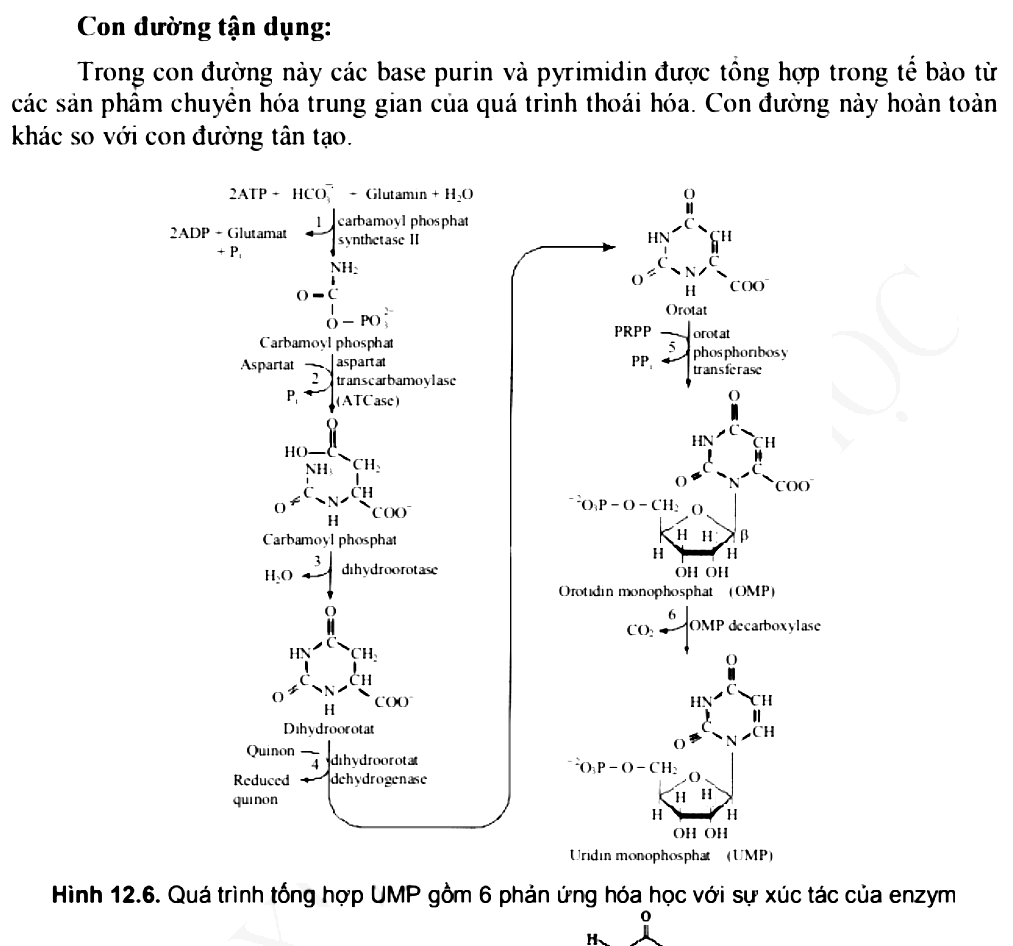 Con đường tận dụng:
Trong con đường này các base purin và pyrimidin được tổng hợp trong tế bào từ
các sản phẩm chuyển hóa trung gian của quá trình thoái hóa. Con đường này hoàn toàn
khác so với con đường tân tạo.
2ATP + HCO₃⁻ + Glutamin + H₂O
1
carbamoyl phosphat
synthetase II
2ADP + Glutamat
+ Pᵢ
NH₂
O = C
O – PO₃²⁻
Carbamoyl phosphat
Aspartat
aspartat
2
transcarbamoylase
Pᵢ
(ATCase)
O
HO C
NH₃ CH₂
C CH
O N COO⁻
H
Carbamoyl phosphat
3
H₂O
dihydroorotase
O
C
HN CH₂
C CH
O N COO⁻
H
Dihydroorotat
Quinon
4
dihydroorotat
Reduced
dehydrogenase
quinon
O
C
HN CH
C C
O N COO⁻
H
Orotat
PRPP
orotat
5
phosphoribosy
PPᵢ
transferase
O
C
HN CH
C C
O N COO⁻
⁻²O₃P – O – CH₂ O
H H β
H H
OH OH
Orotidin monophosphat (OMP)
6
CO₂
OMP decarboxylase
O
C
HN CH
C CH
O N
⁻²O₃P – O – CH₂ O
H H
H H
OH OH
Uridin monophosphat (UMP)
Hình 12.6. Quá trình tổng hợp UMP gồm 6 phản ứng hóa học với sự xúc tác của enzym
O
H